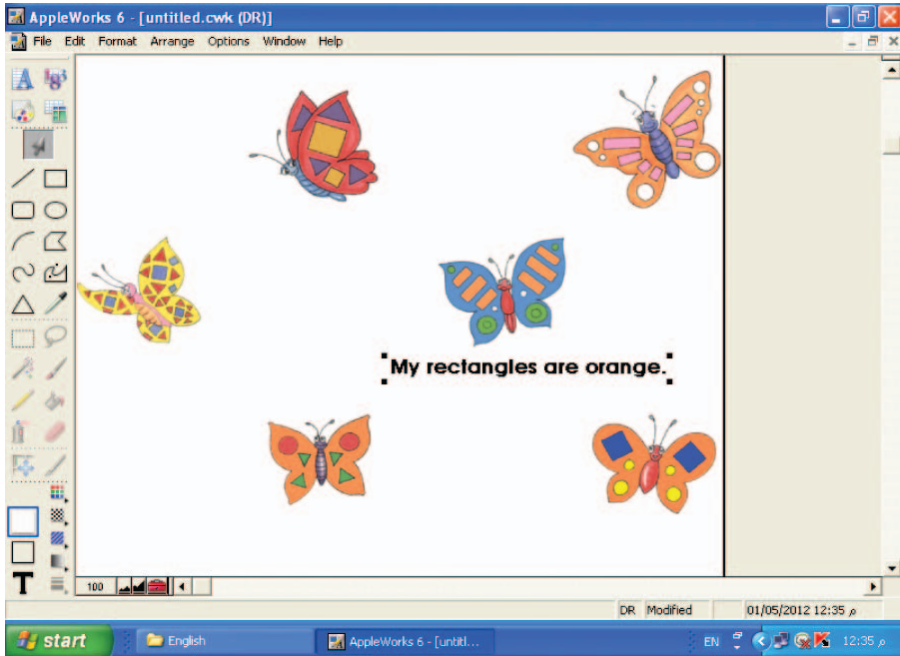 AppleWorks 6 - [untitled.cwk (DR)]
File Edit Format Arrange Options Window Help
A
My rectangles are orange.
T
100
DR Modified 01/05/2012 12:35 م
start English AppleWorks 6 - [untitl... EN 12:35 م